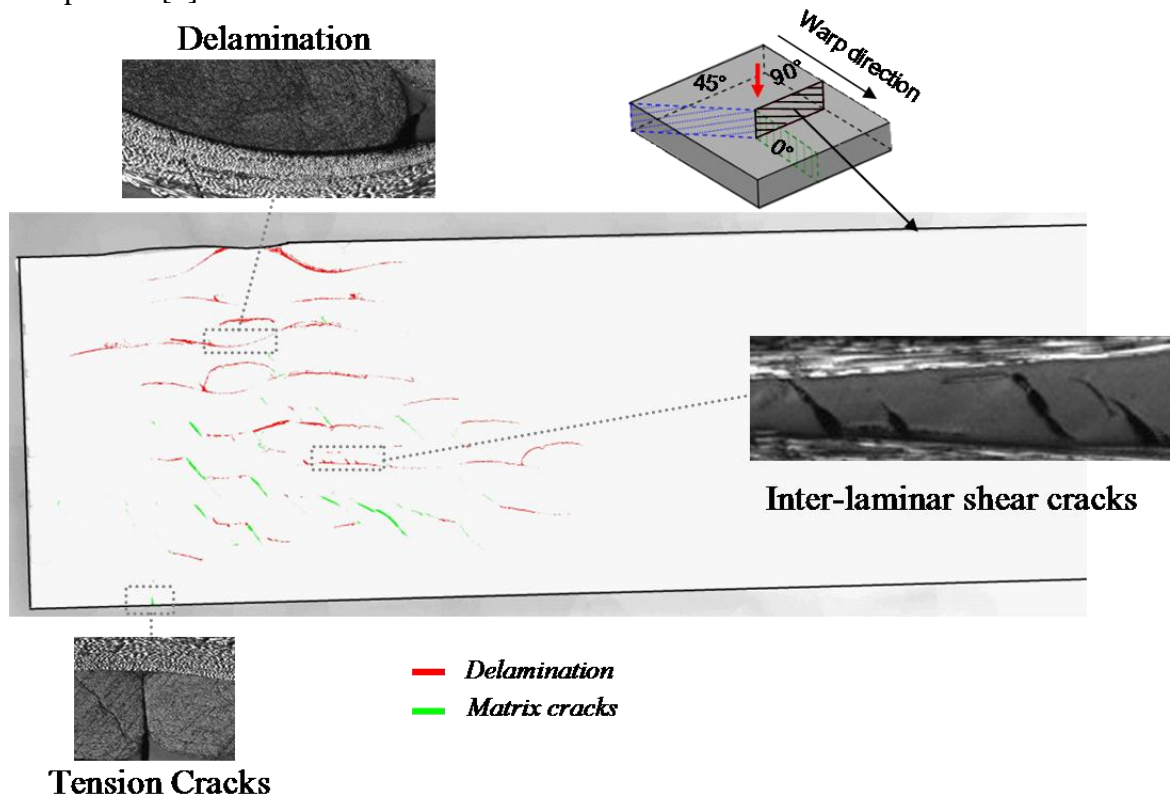 Delamination
Warp direction
45°
90°
0°
Inter-laminar shear cracks
Delamination
Matrix cracks
Tension Cracks